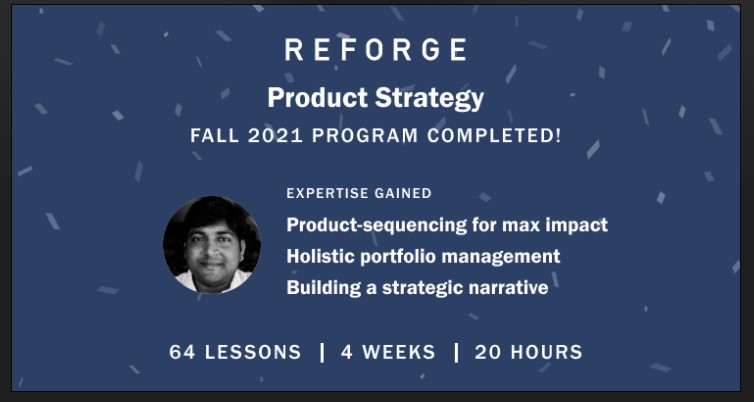 REFORGE
Product Strategy
FALL 2021 PROGRAM COMPLETED!
EXPERTISE GAINED
Product-sequencing for max impact
Holistic portfolio management
Building a strategic narrative
64 LESSONS | 4 WEEKS | 20 HOURS